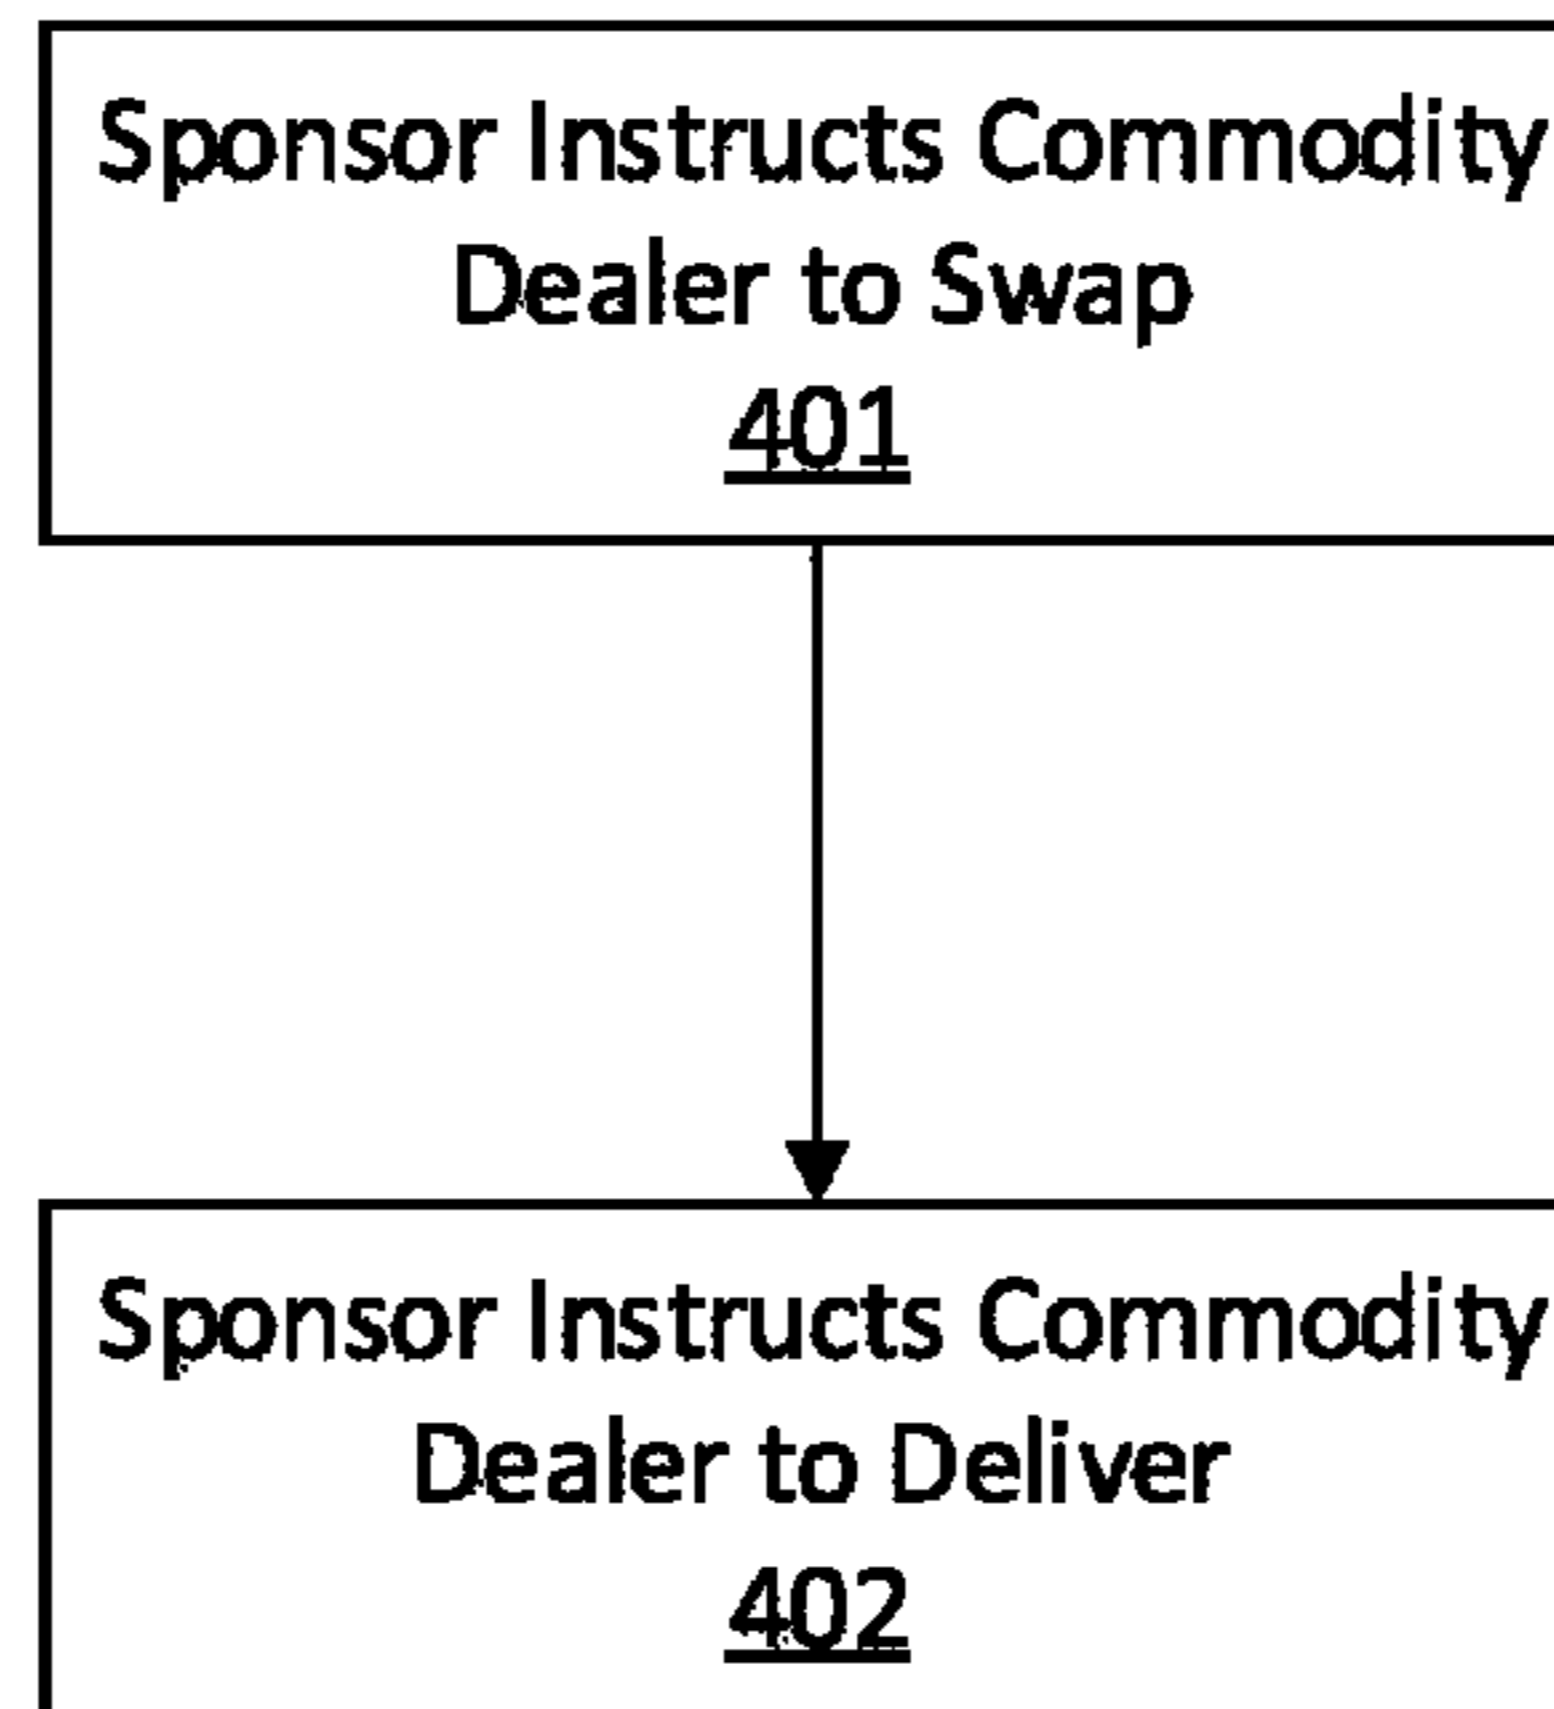 Sponsor Instructs Commodity
Dealer to Swap
401
Sponsor Instructs Commodity
Dealer to Deliver
402